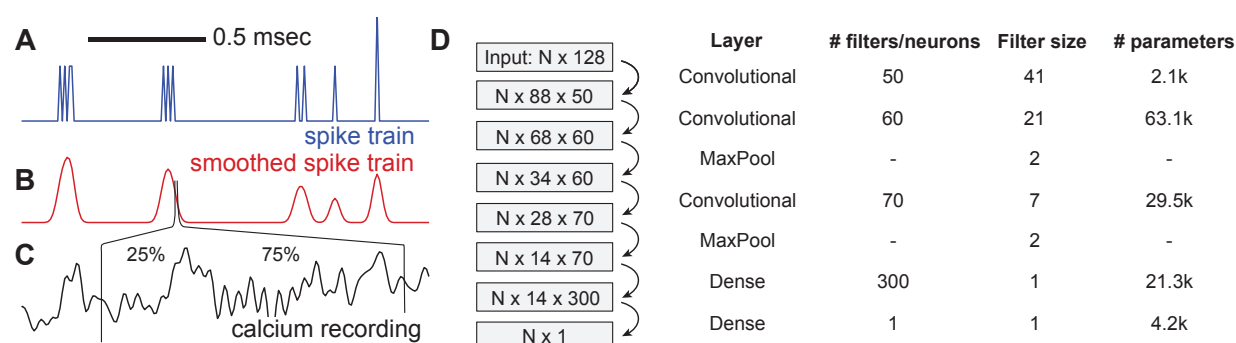 A
0.5 msec
spike train
smoothed spike train
B
C
25%
75%
calcium recording
D
Input: N x 128
N x 88 x 50
N x 68 x 60
N x 34 x 60
N x 28 x 70
N x 14 x 70
N x 14 x 300
N x 1
Layer # filters/neurons Filter size # parameters
Convolutional 50 41 2.1k
Convolutional 60 21 63.1k
MaxPool - 2 -
Convolutional 70 7 29.5k
MaxPool - 2 -
Dense 300 1 21.3k
Dense 1 1 4.2k